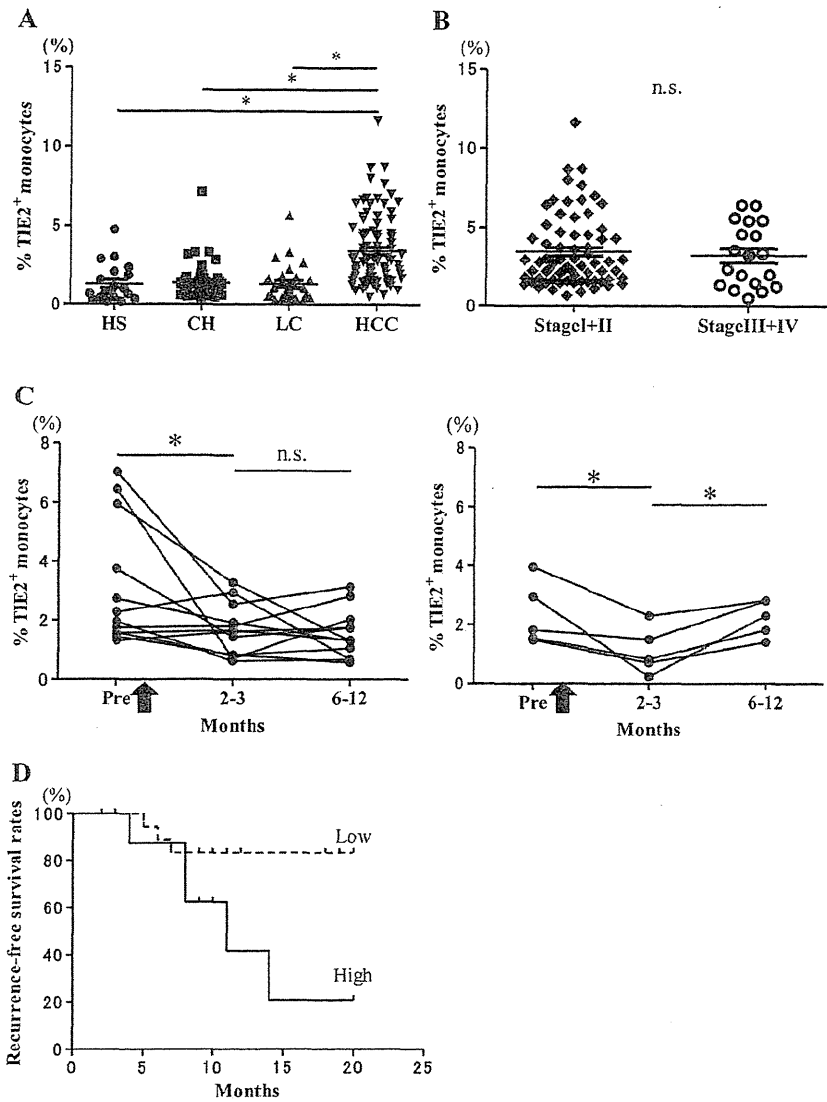 A
(%)
15
10
5
0
% TIE2+ monocytes
*
*
*
HS CH LC HCC
B
(%)
15
10
5
0
% TIE2+ monocytes
n.s.
StageI+II StageIII+IV
C
(%)
8
6
4
2
0
% TIE2+ monocytes
* n.s.
Pre 2-3 6-12
Months
(%)
8
6
4
2
0
% TIE2+ monocytes
* *
Pre 2-3 6-12
Months
D
(%)
100
80
60
40
20
0
Recurrence-free survival rates
Low
High
0 5 10 15 20 25
Months